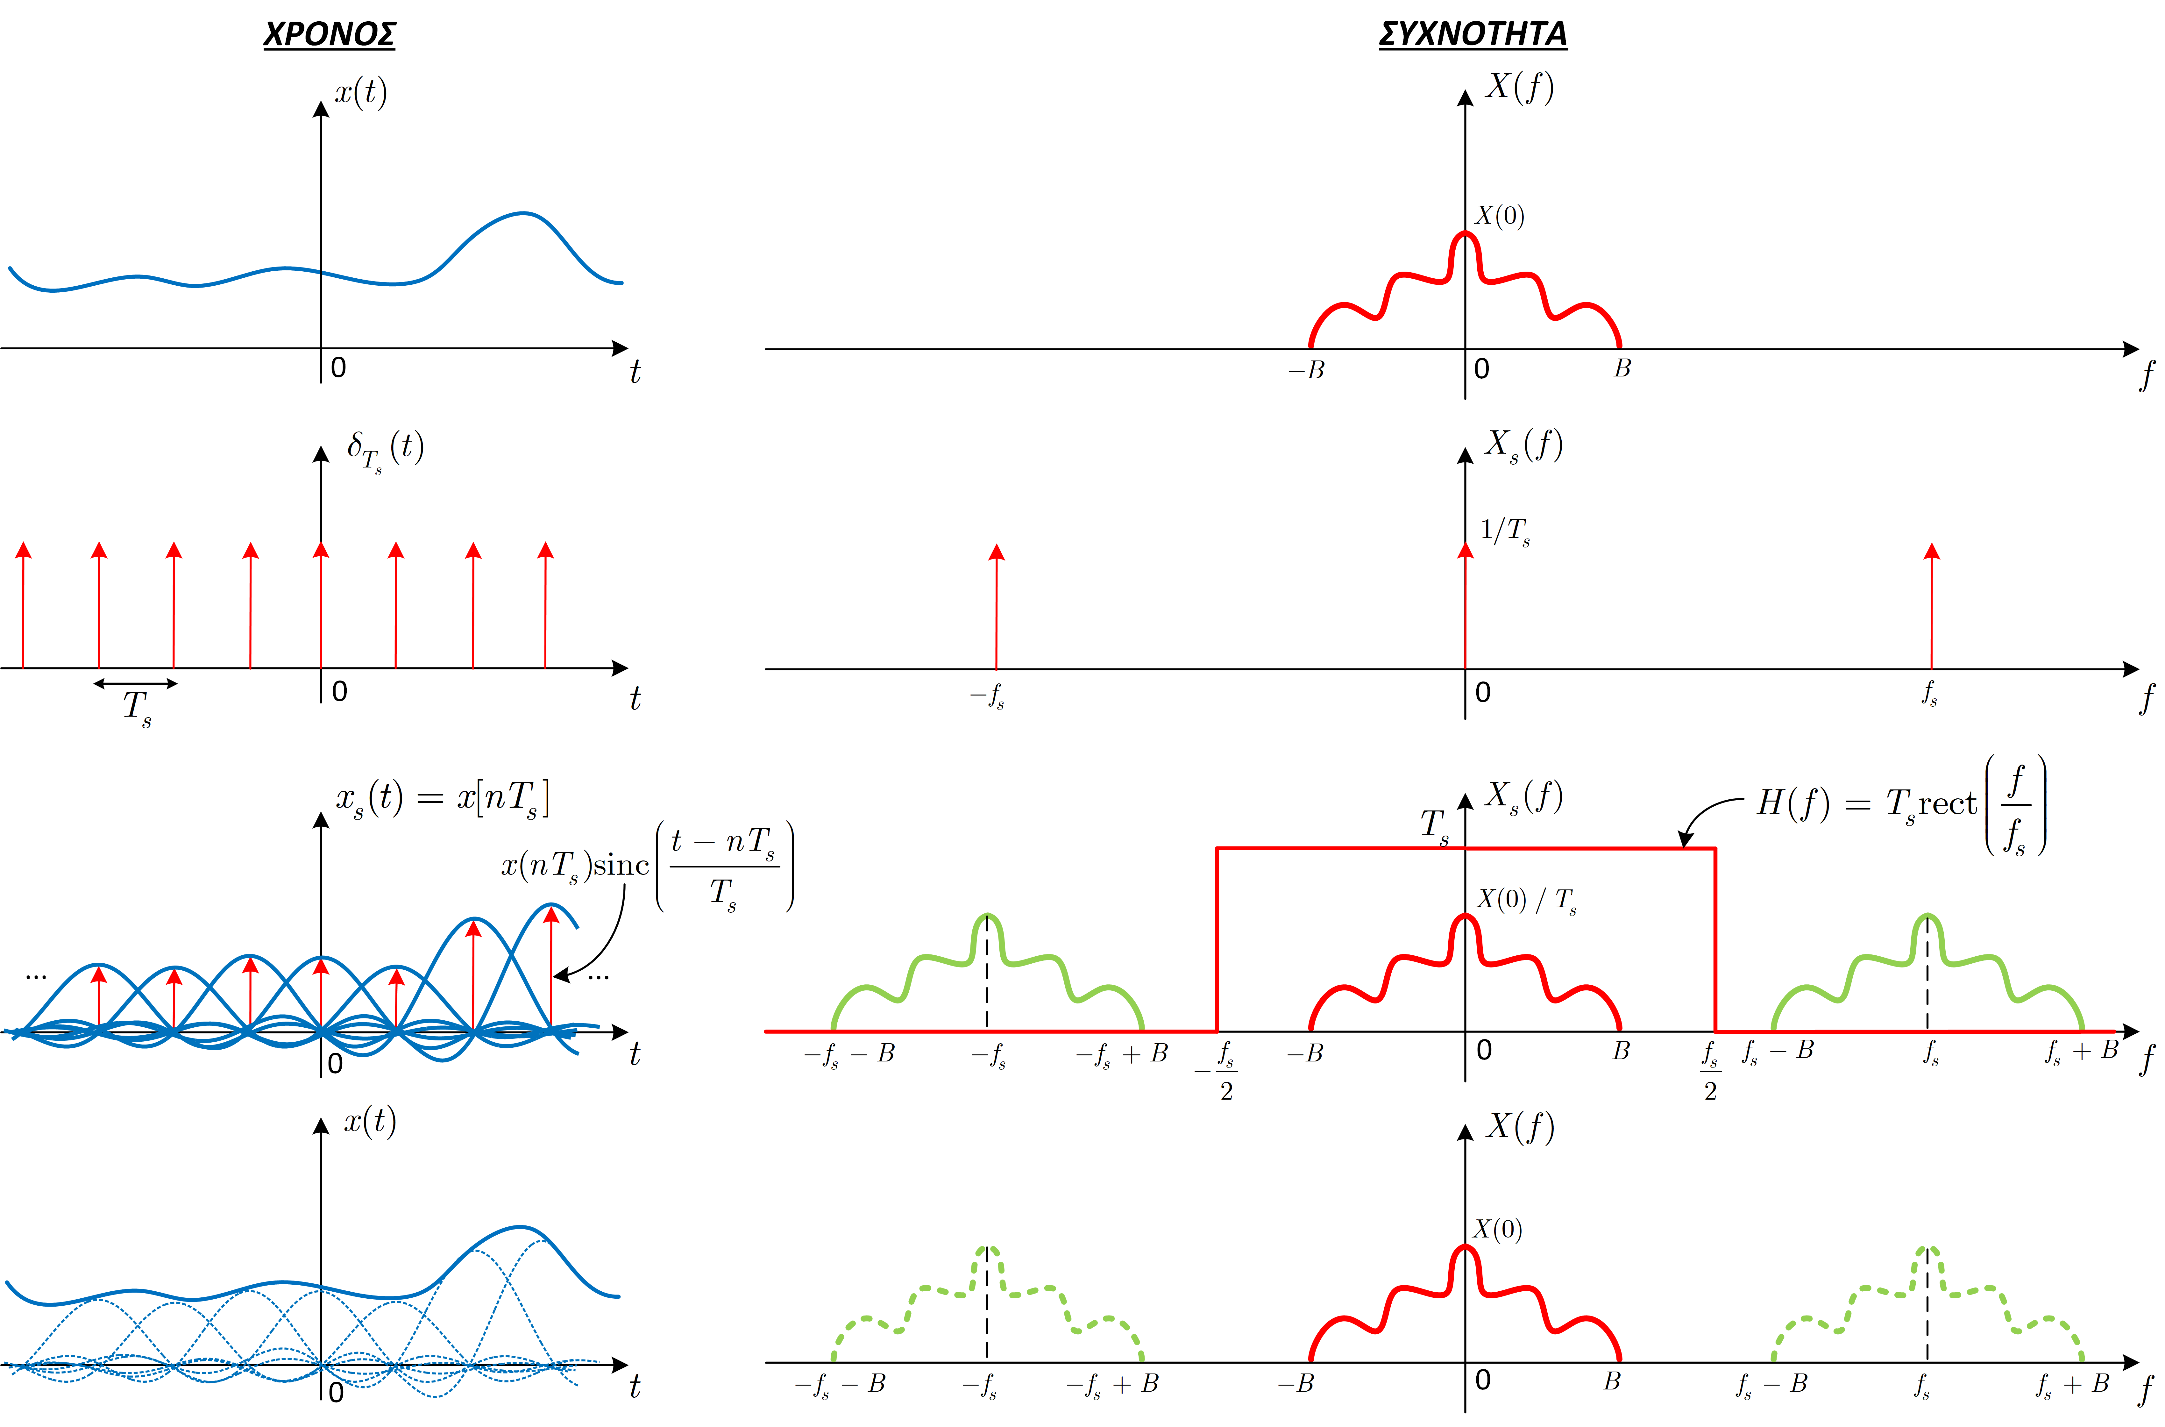 ΧΡΟΝΟΣ
ΣΥΧΝΟΤΗΤΑ
x(t)
0
t
X(f)
X(0)
−B
0
B
f
δ_{T_s}(t)
T_s
0
t
X_s(f)
1/T_s
−f_s
0
f_s
f
x_s(t) = x[nT_s]
x(nT_s)sinc((t − nT_s)/T_s)
...
...
0
t
X_s(f)
T_s
H(f) = T_s rect(f/f_s)
X(0) / T_s
−f_s − B
−f_s
−f_s + B
−f_s/2
−B
0
B
f_s/2
f_s − B
f_s
f_s + B
f
x(t)
0
t
X(f)
X(0)
−f_s − B
−f_s
−f_s + B
−B
0
B
f_s − B
f_s
f_s + B
f